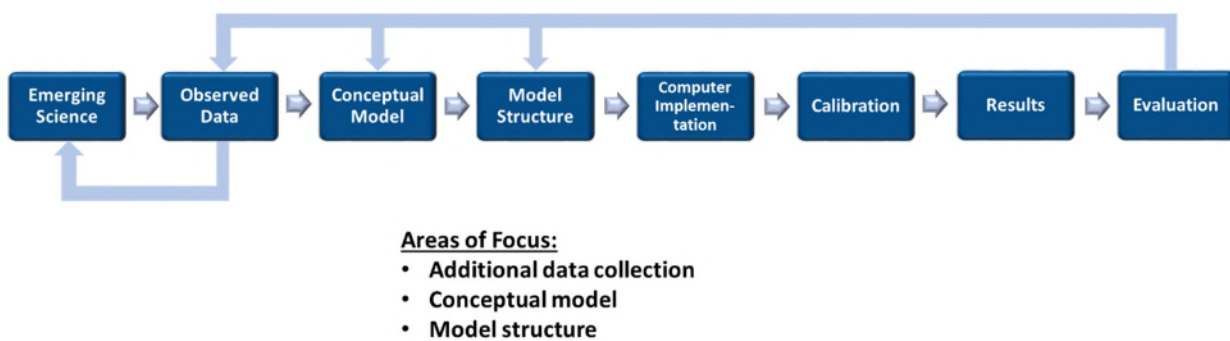 Emerging
Science
Observed
Data
Conceptual
Model
Model
Structure
Computer
Implemen-
tation
Calibration
Results
Evaluation
Areas of Focus:
• Additional data collection
• Conceptual model
• Model structure